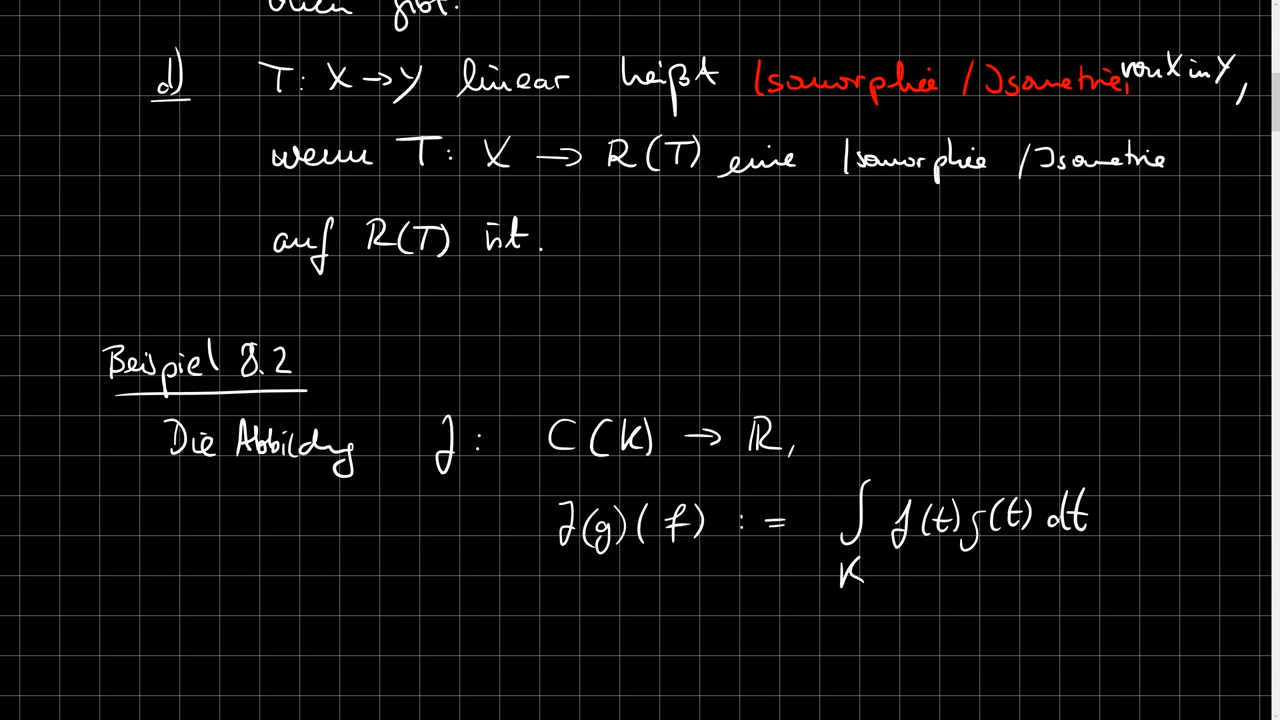 d) T: X → Y linear heißt Isomorphie / Isometrie von X in Y,
wenn T: X → R(T) eine Isomorphie / Isometrie
auf R(T) ist.
Beispiel 8.2
Die Abbildung J: C(K) → ℝ,
J(g)(f) := ∫_K f(t)g(t) dt